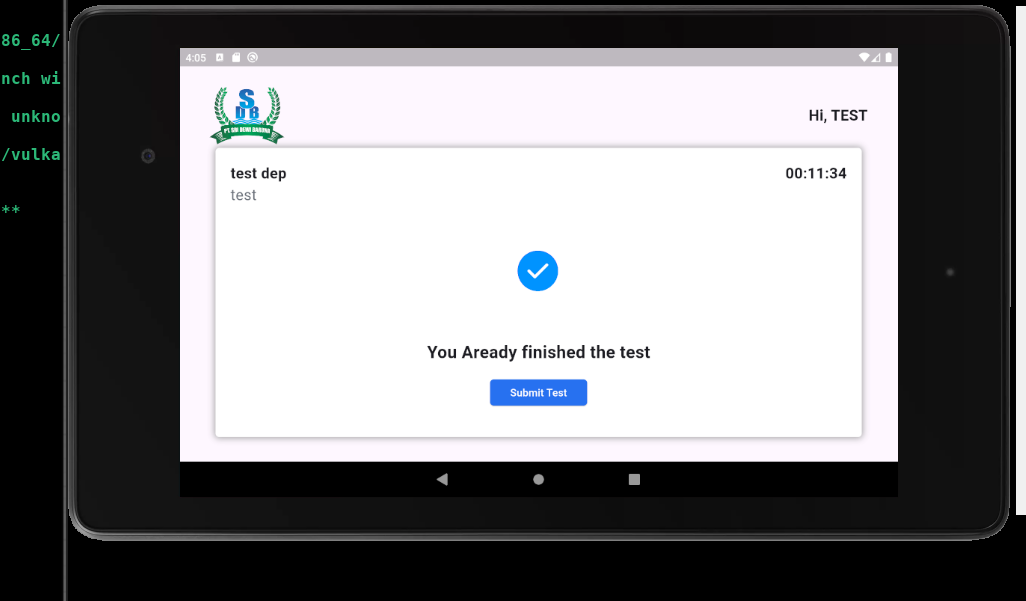 86_64/
nch wi
unkno
/vulka
**
4:05
S
DB
PT. SRI DEWI BARUNA
Hi, TEST
test dep
00:11:34
test
You Aready finished the test
Submit Test